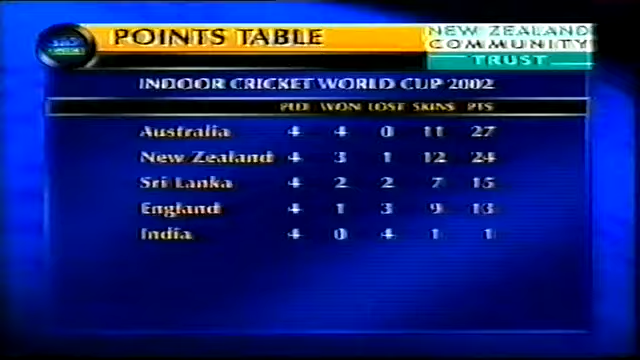 POINTS TABLE
NEW ZEALAND
COMMUNITY
TRUST
INDOOR CRICKET WORLD CUP 2002
PLD WON LOST SKINS PTS
Australia 4 4 0 11 27
New Zealand 4 3 1 12 24
Sri Lanka 4 2 2 7 15
England 4 1 3 9 13
India 4 0 4 1 1